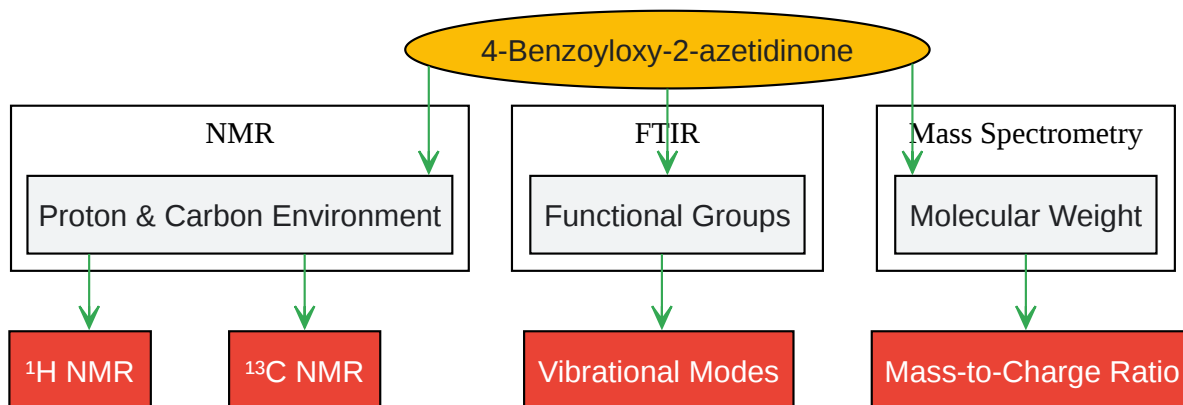 4-Benzoyloxy-2-azetidinone
NMR
FTIR
Mass Spectrometry
Proton & Carbon Environment
Functional Groups
Molecular Weight
¹H NMR
¹³C NMR
Vibrational Modes
Mass-to-Charge Ratio